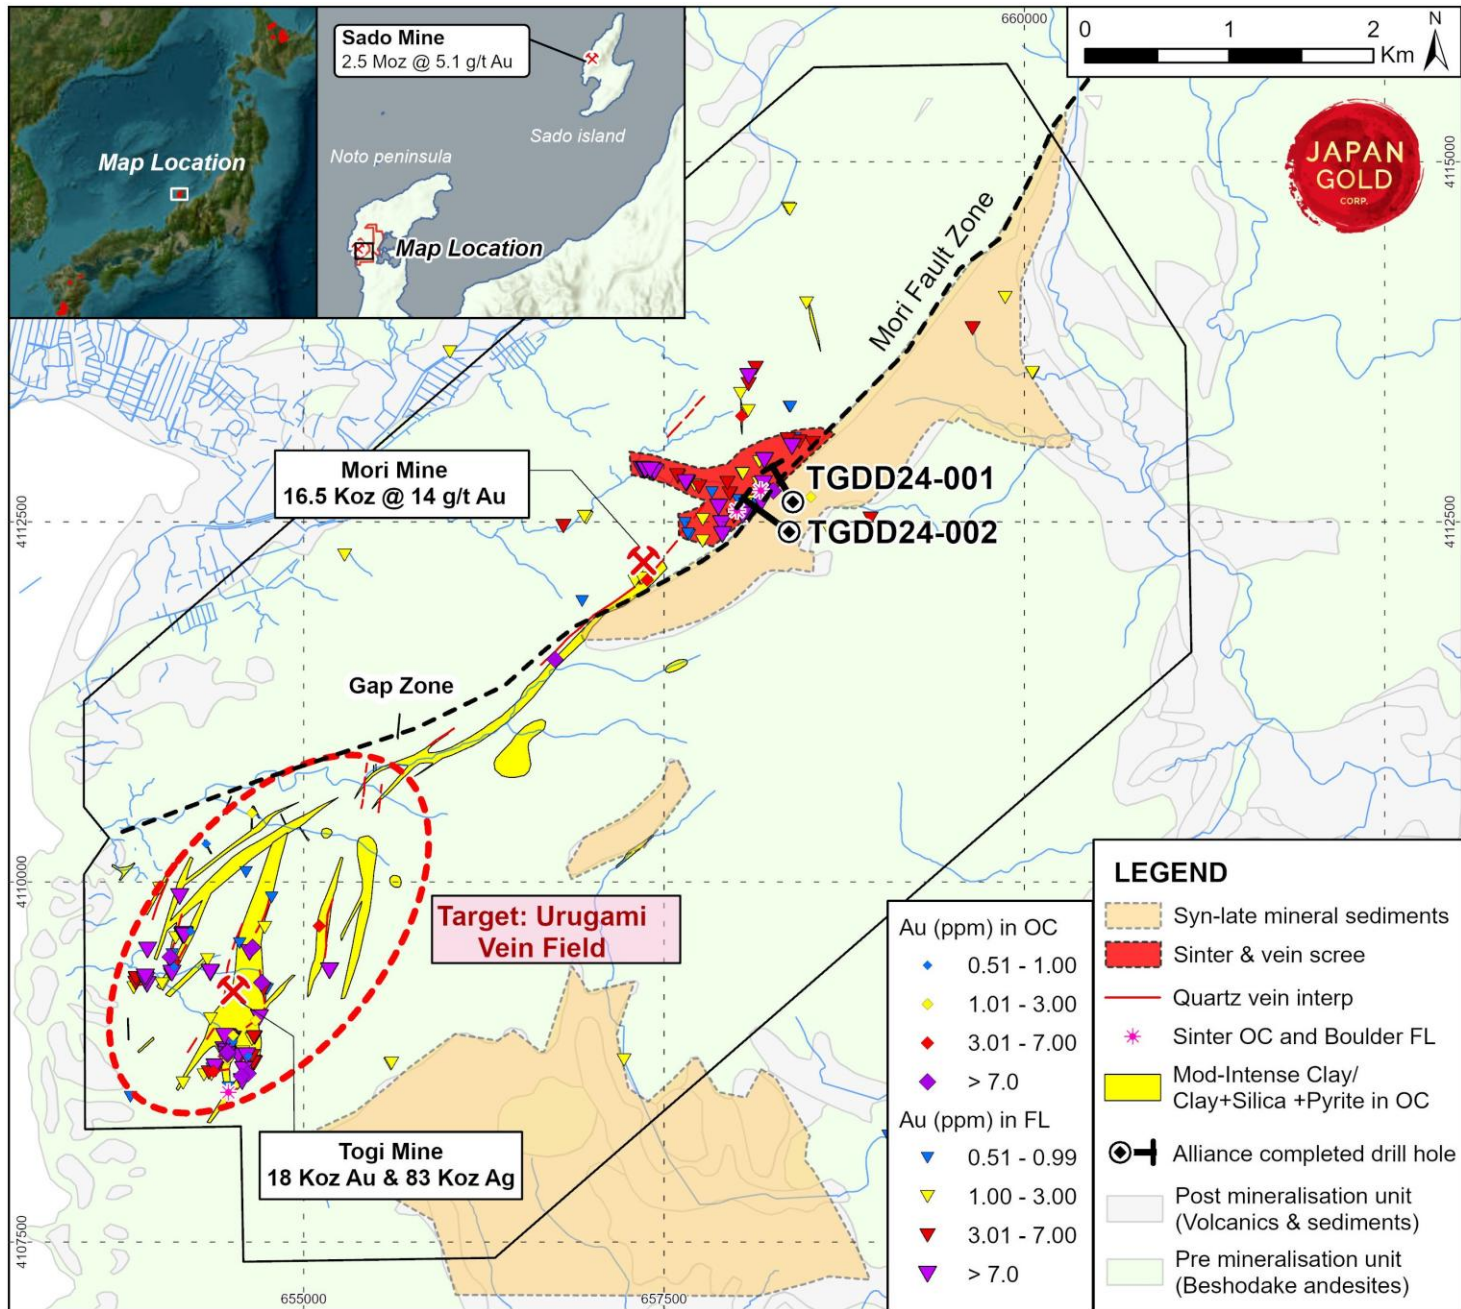 Sado Mine
2.5 Moz @ 5.1 g/t Au
Sado island
Noto peninsula
Map Location
Map Location
660000
0 1 2
Km
N
JAPAN
GOLD
CORP.
4115000
Mori Fault Zone
Mori Mine
16.5 Koz @ 14 g/t Au
TGDD24-001
TGDD24-002
4112500
4112500
Gap Zone
4110000
Target: Urugami
Vein Field
Togi Mine
18 Koz Au & 83 Koz Ag
4107500
655000
657500
Au (ppm) in OC
0.51 - 1.00
1.01 - 3.00
3.01 - 7.00
> 7.0
Au (ppm) in FL
0.51 - 0.99
1.00 - 3.00
3.01 - 7.00
> 7.0
LEGEND
Syn-late mineral sediments
Sinter & vein scree
Quartz vein interp
Sinter OC and Boulder FL
Mod-Intense Clay/
Clay+Silica +Pyrite in OC
Alliance completed drill hole
Post mineralisation unit
(Volcanics & sediments)
Pre mineralisation unit
(Beshodake andesites)